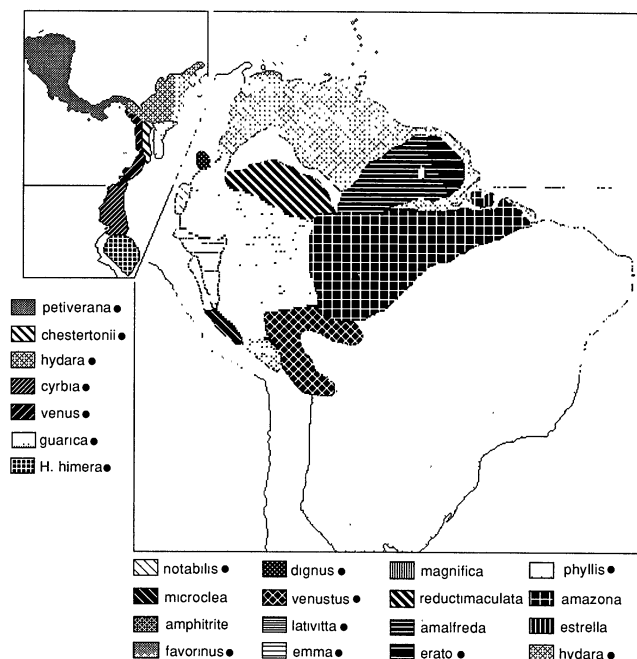 petiverana ●
chestertonii ●
hydara ●
cyrbia ●
venus ●
guarica ●
H. himera ●
notabilis ● dignus ● magnifica phyllis ●
microclea venustus ● reductimaculata amazona
amphitrite lativitta ● amalfreda estrella
favorinus ● emma ● erato ● hydara ●